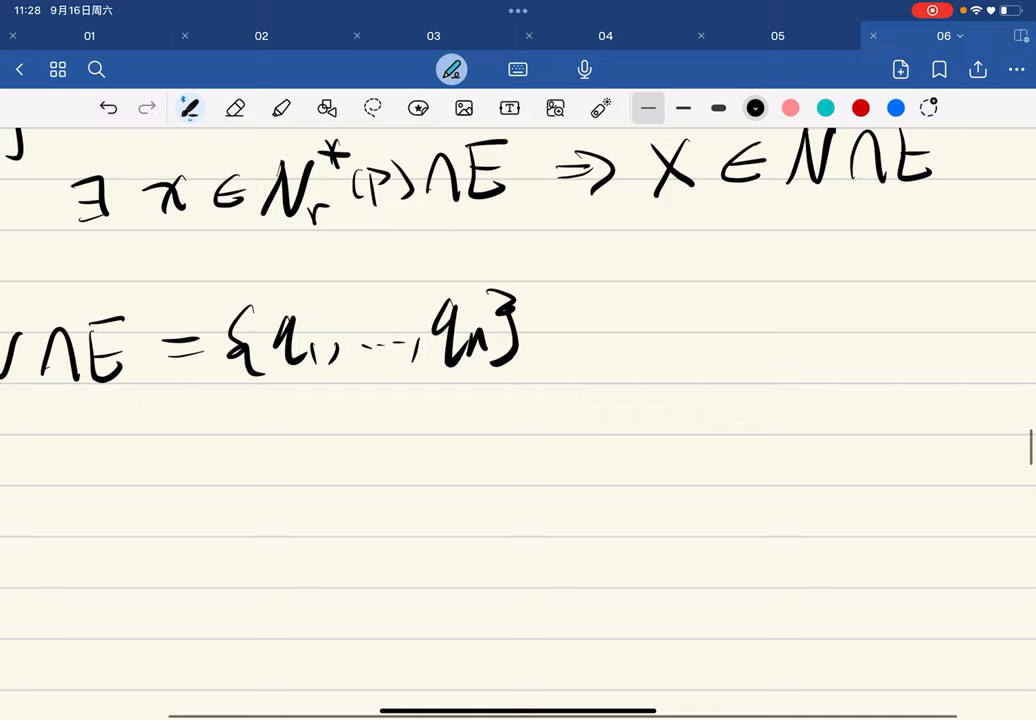 11:28 9月16日周六
01 02 03 04 05 06
∃ x ∈ N_r^*(p) ∩ E ⇒ x ∈ N ∩ E
∩ E = {q_1, ..., q_n}